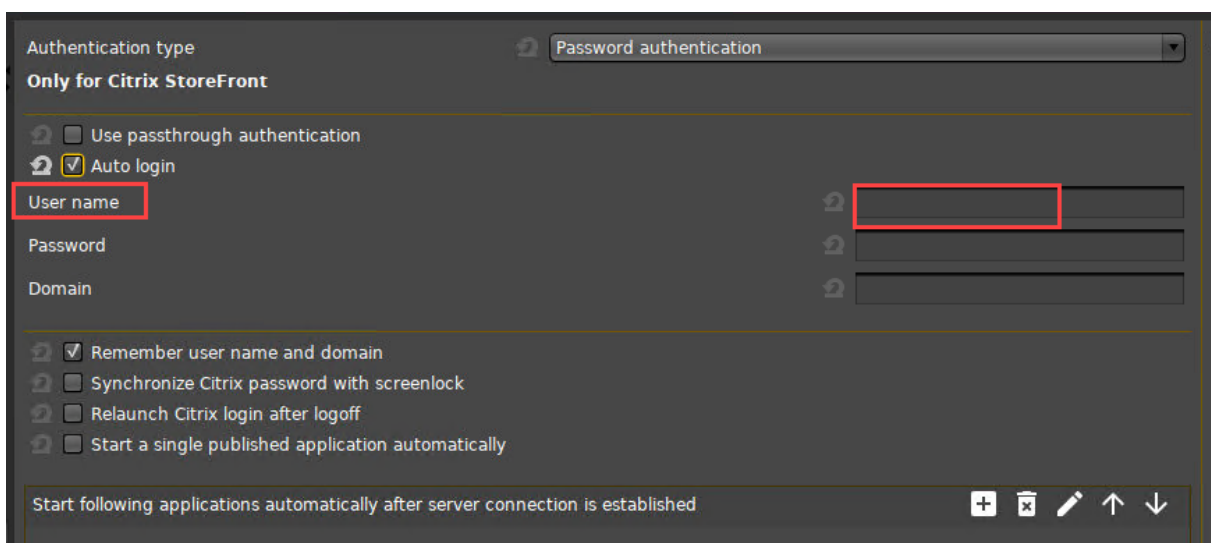 Authentication type
Password authentication
Only for Citrix StoreFront
Use passthrough authentication
Auto login
User name
Password
Domain
Remember user name and domain
Synchronize Citrix password with screenlock
Relaunch Citrix login after logoff
Start a single published application automatically
Start following applications automatically after server connection is established